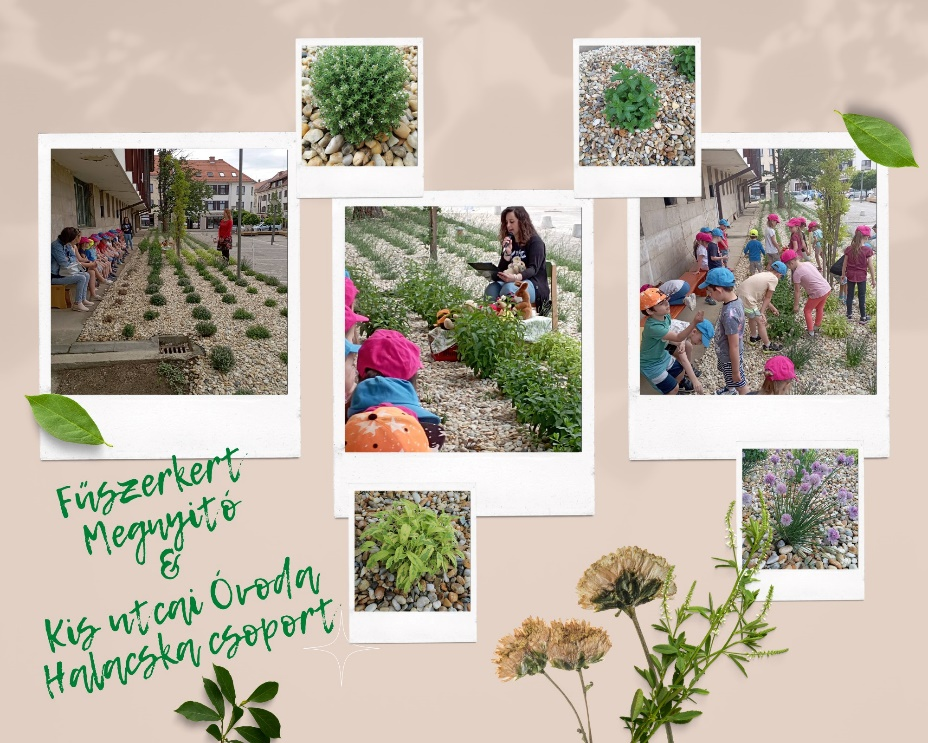 Fűszerkert
Megnyitó
&
Kis utcai Óvoda
Halacska csoport